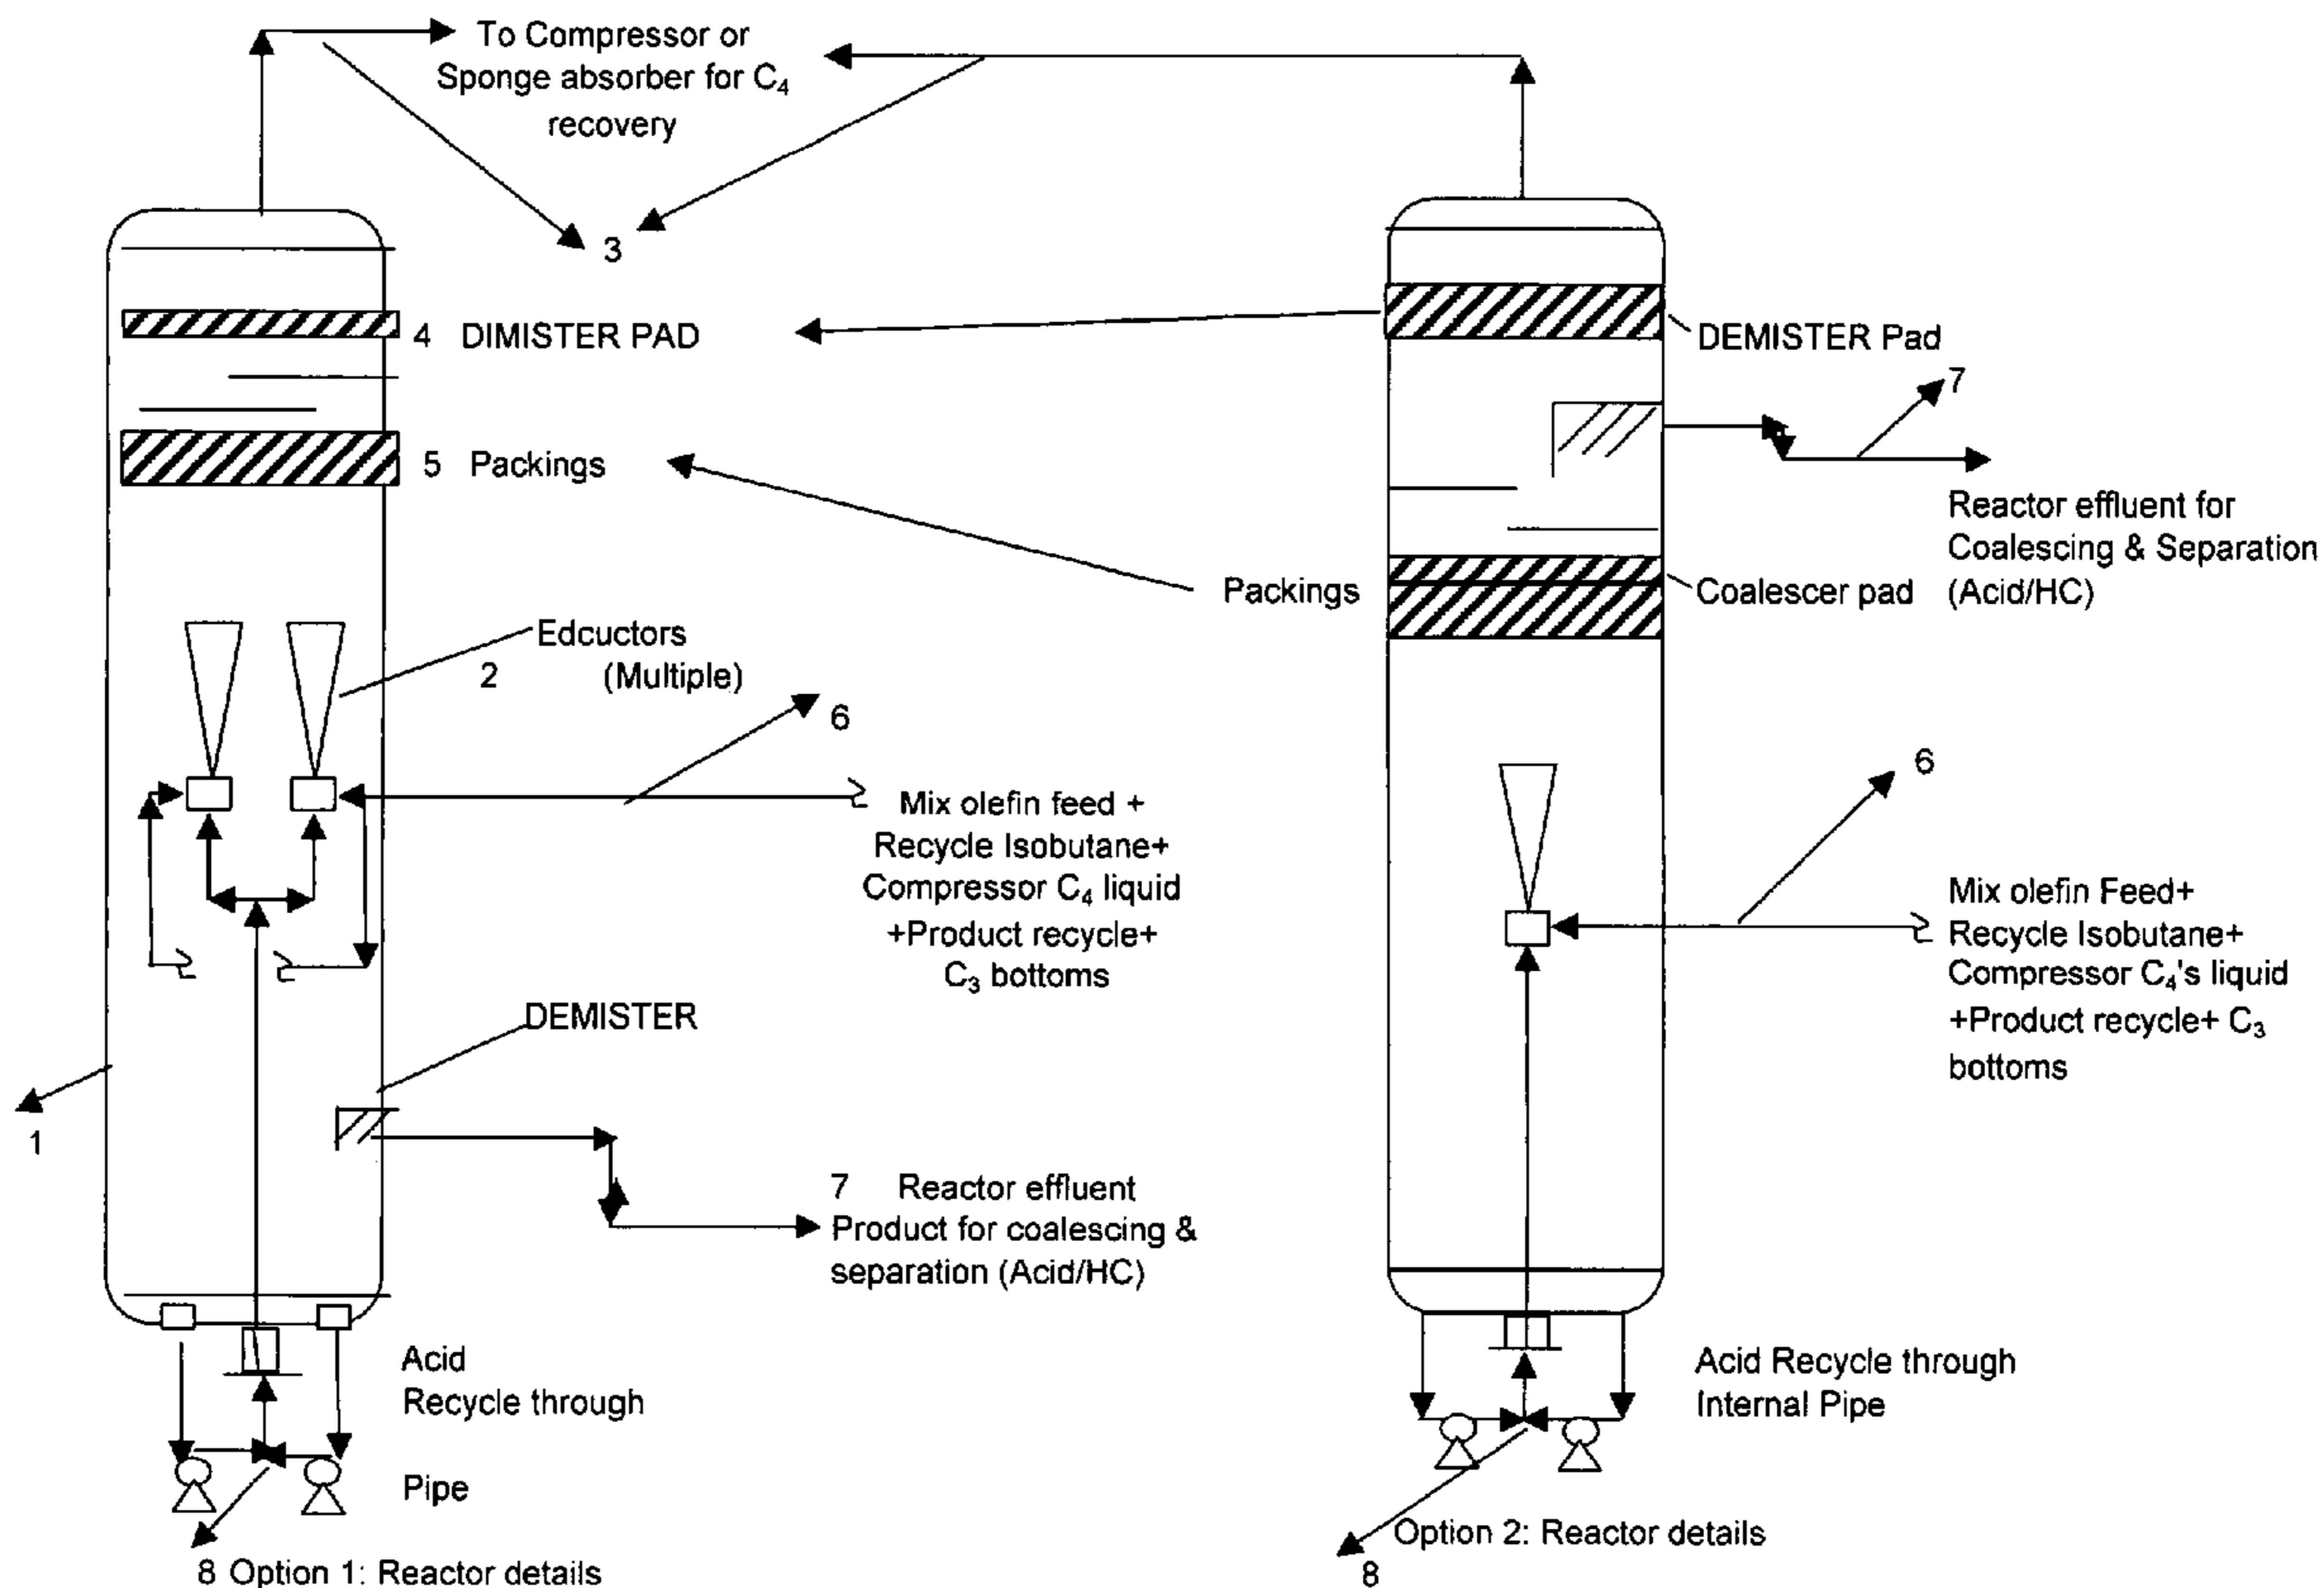 To Compressor or
Sponge absorber for C₄
recovery
3
4 DIMISTER PAD
DEMISTER Pad
7
5 Packings
Reactor effluent for
Coalescing & Separation
(Acid/HC)
Packings
Coalescer pad
Edcuctors
2 (Multiple)
6
Mix olefin feed +
Recycle Isobutane+
Compressor C₄ liquid
+Product recycle+
C₃ bottoms
6
Mix olefin Feed+
Recycle Isobutane+
Compressor C₄'s liquid
+Product recycle+ C₃
bottoms
DEMISTER
1
7 Reactor effluent
Product for coalescing &
separation (Acid/HC)
Acid
Recycle through
Pipe
Acid Recycle through
Internal Pipe
8 Option 1: Reactor details
Option 2: Reactor details
8